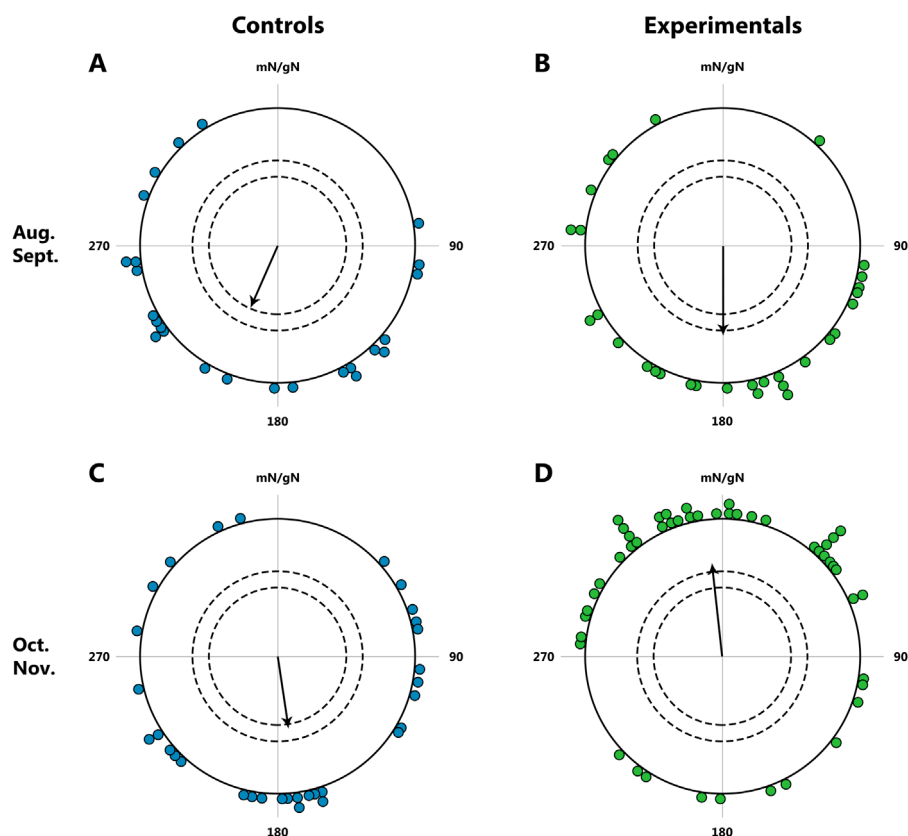 Controls
Experimentals
A
mN/gN
B
mN/gN
Aug.
Sept.
270
90
270
90
180
180
C
mN/gN
D
mN/gN
Oct.
Nov.
270
90
270
90
180
180